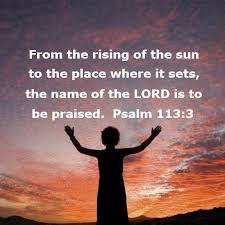 From the rising of the sun
to the place where it sets,
the name of the LORD is to
be praised.  Psalm 113:3